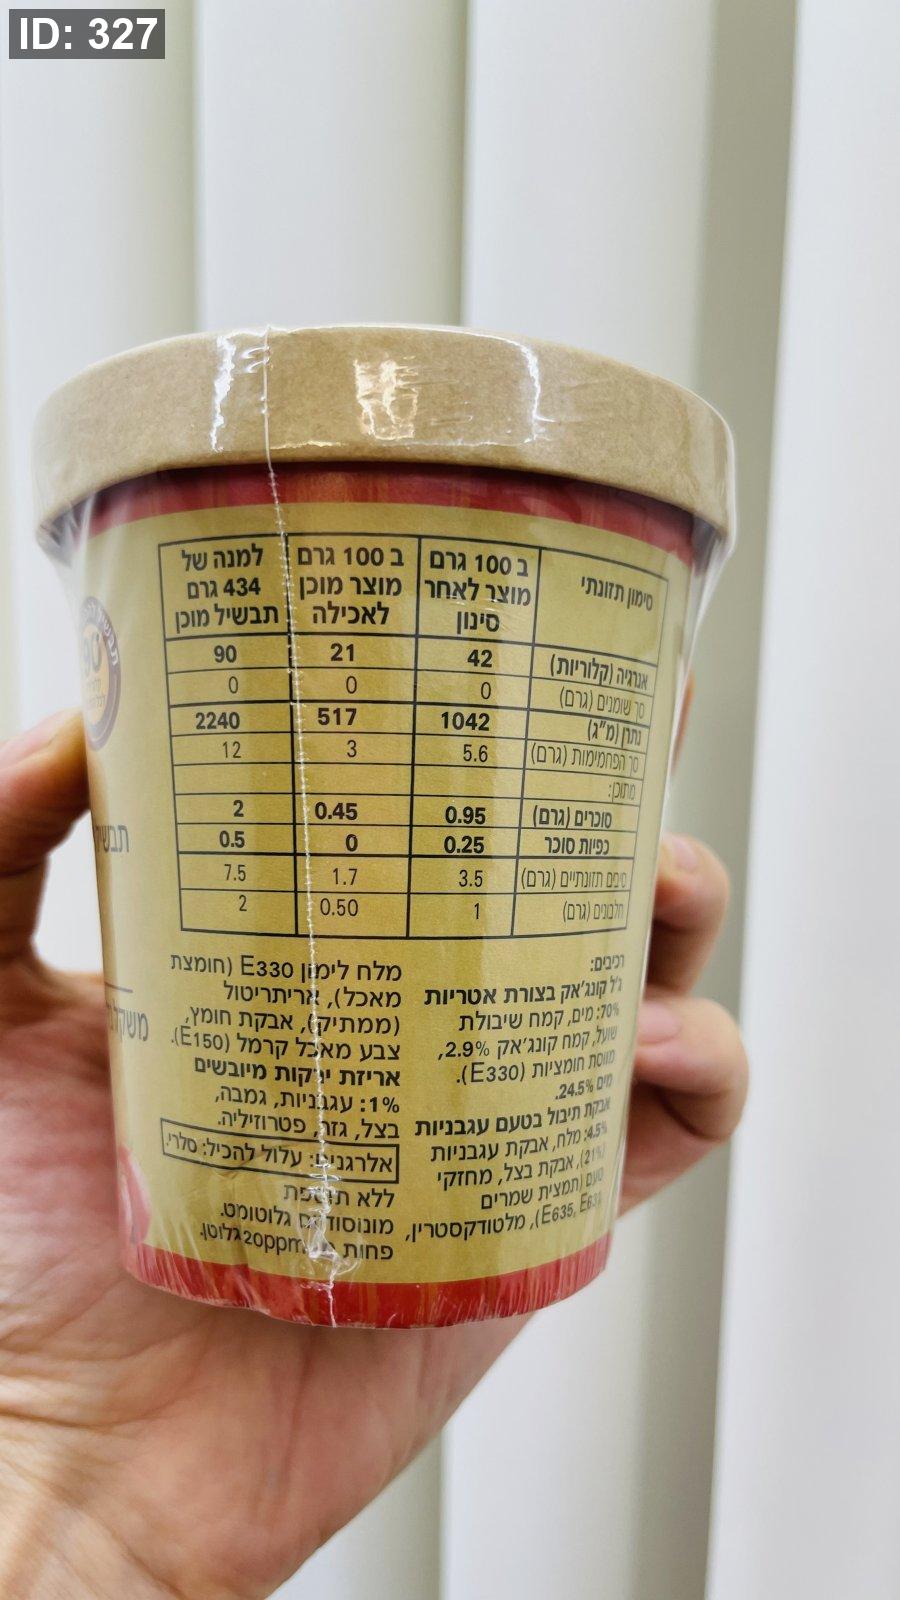 ID: 327
סימון תזונתי | ב 100 גרם מוצר לאחר סינון | ב 100 גרם מוצר מוכן לאכילה | למנה של 434 גרם תבשיל מוכן
אנרגיה (קלוריות) 42 21 90
סך שומנים (גרם) 0 0 0
נתרן (מ"ג) 1042 517 2240
סך הפחמימות (גרם) 5.6 3 12
מתוכן:
סוכרים (גרם) 0.95 0.45 2
כפיות סוכר 0.25 0 0.5
סיבים תזונתיים (גרם) 3.5 1.7 7.5
חלבונים (גרם) 1 0.50 2
רכיבים:
ג'ל קונג'אק בצורת אטריות
70%: מים, קמח שיבולת
שועל, קמח קונג'אק 2.9%,
מווסת חומציות (E330).
מים 24.5%.
אבקת תיבול בטעם עגבניות
4.5%: מלח, אבקת עגבניות
(21%), אבקת בצל, מחזקי
טעם (תמצית שמרים
E635), מלטודקסטרין,
מלח לימון E330 (חומצת
מאכל), אריתריטול
(ממתיק), אבקת חומץ,
צבע מאכל קרמל (E150).
אריזת ירקות מיובשים
1%: עגבניות, גמבה,
בצל, גזר, פטרוזיליה.
אלרגנים: עלול להכיל: סלרי.
ללא תוספת
מונוסודיום גלוטומט.
פחות מ 20ppm גלוטן.